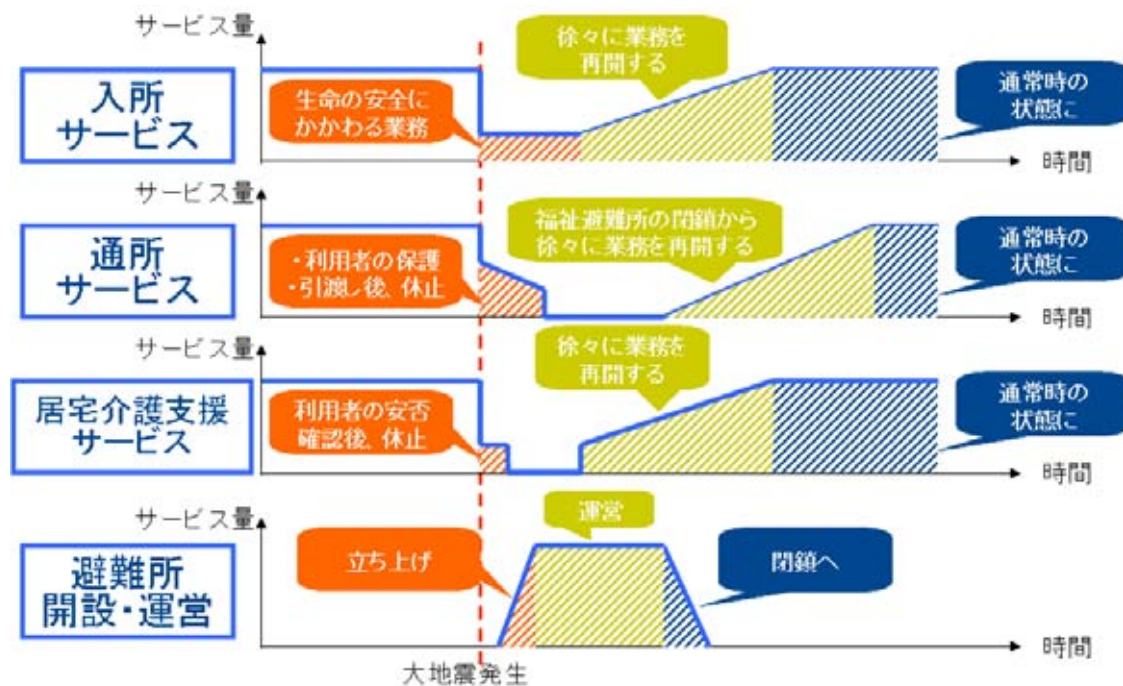 サービス量
入所
サービス
生命の安全に
かかわる業務
徐々に業務を
再開する
通常時の
状態に
時間
サービス量
通所
サービス
・利用者の保護
・引渡し後、休止
福祉避難所の閉鎖から
徐々に業務を再開する
通常時の
状態に
時間
サービス量
居宅介護支援
サービス
利用者の安否
確認後、休止
徐々に業務を
再開する
通常時の
状態に
時間
サービス量
避難所
開設・運営
立ち上げ
運営
閉鎖へ
時間
大地震発生